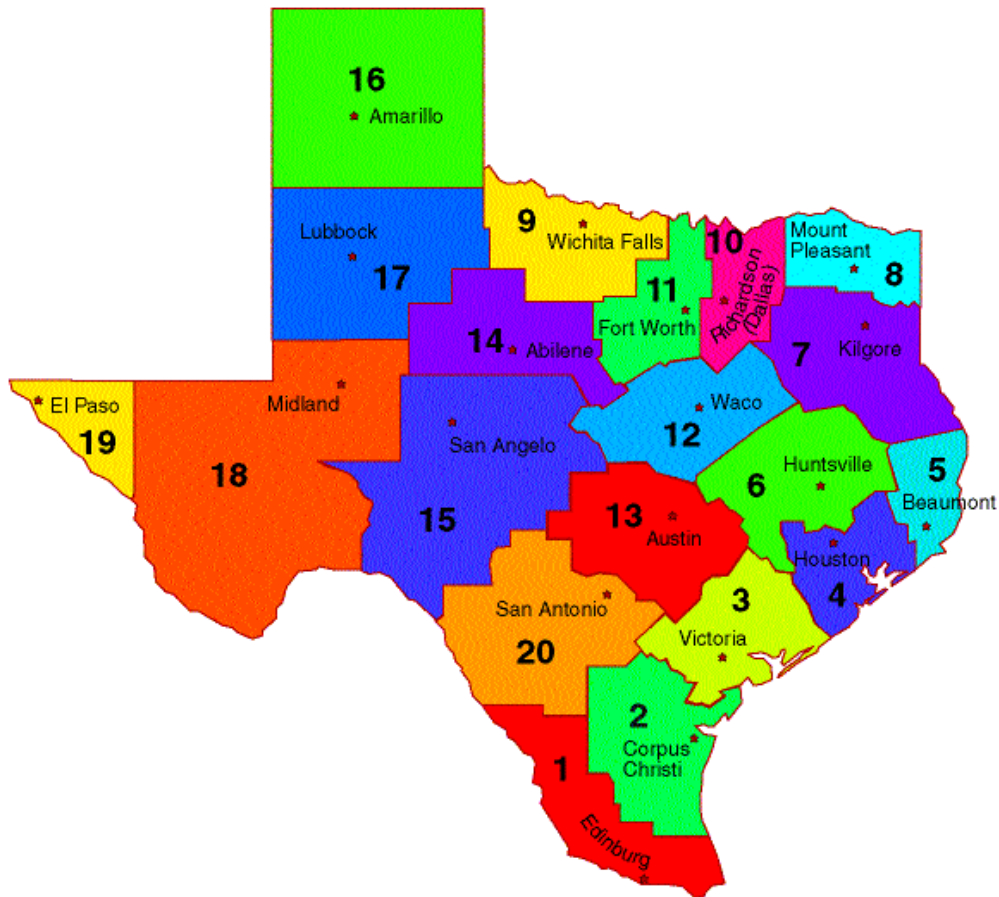 16
Amarillo
Lubbock
17
9
Wichita Falls
10
Richardson
(Dallas)
Mount
Pleasant
8
11
Fort Worth
14
Abilene
7
Kilgore
El Paso
19
Midland
18
San Angelo
15
Waco
12
Huntsville
6
5
Beaumont
13
Austin
Houston
4
San Antonio
20
3
Victoria
2
Corpus
Christi
1
Edinburg